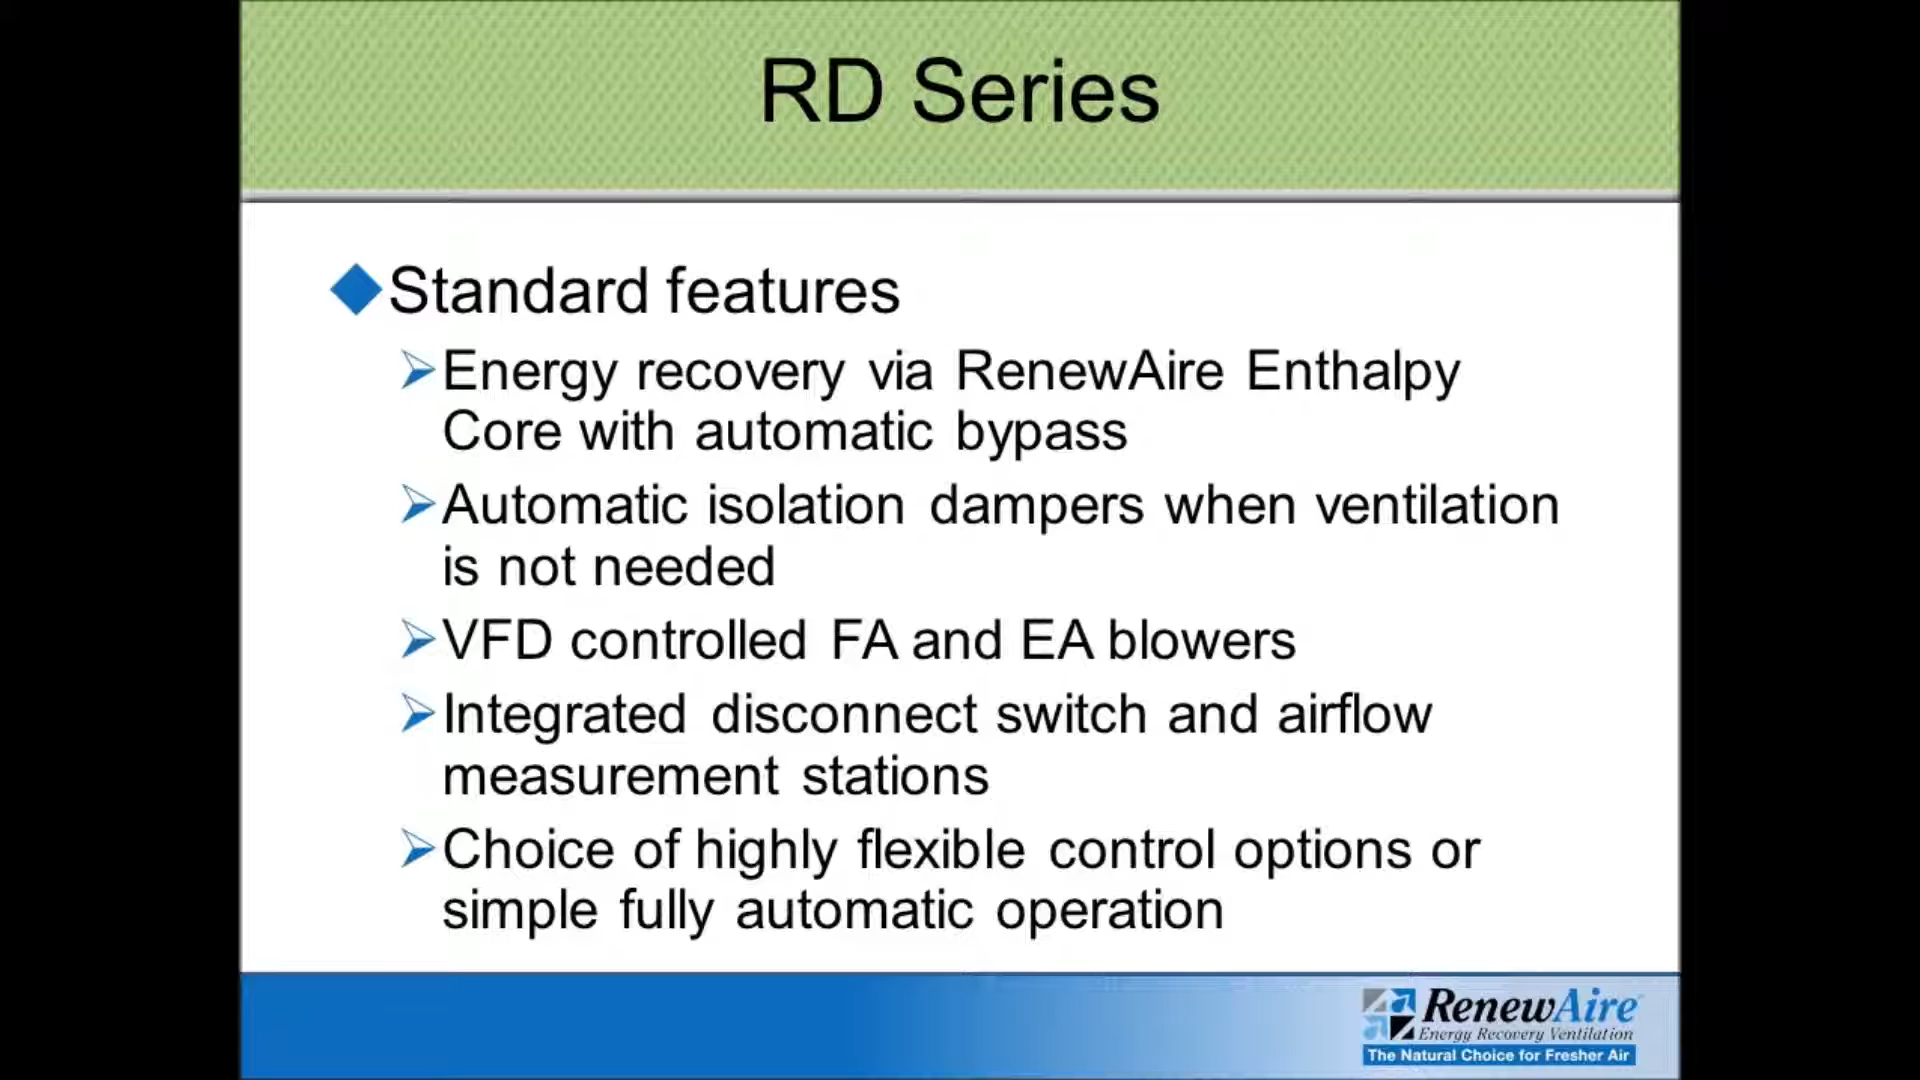 RD Series
Standard features
Energy recovery via RenewAire Enthalpy
Core with automatic bypass
Automatic isolation dampers when ventilation
is not needed
VFD controlled FA and EA blowers
Integrated disconnect switch and airflow
measurement stations
Choice of highly flexible control options or
simple fully automatic operation
RenewAire
Energy Recovery Ventilation
The Natural Choice for Fresher Air